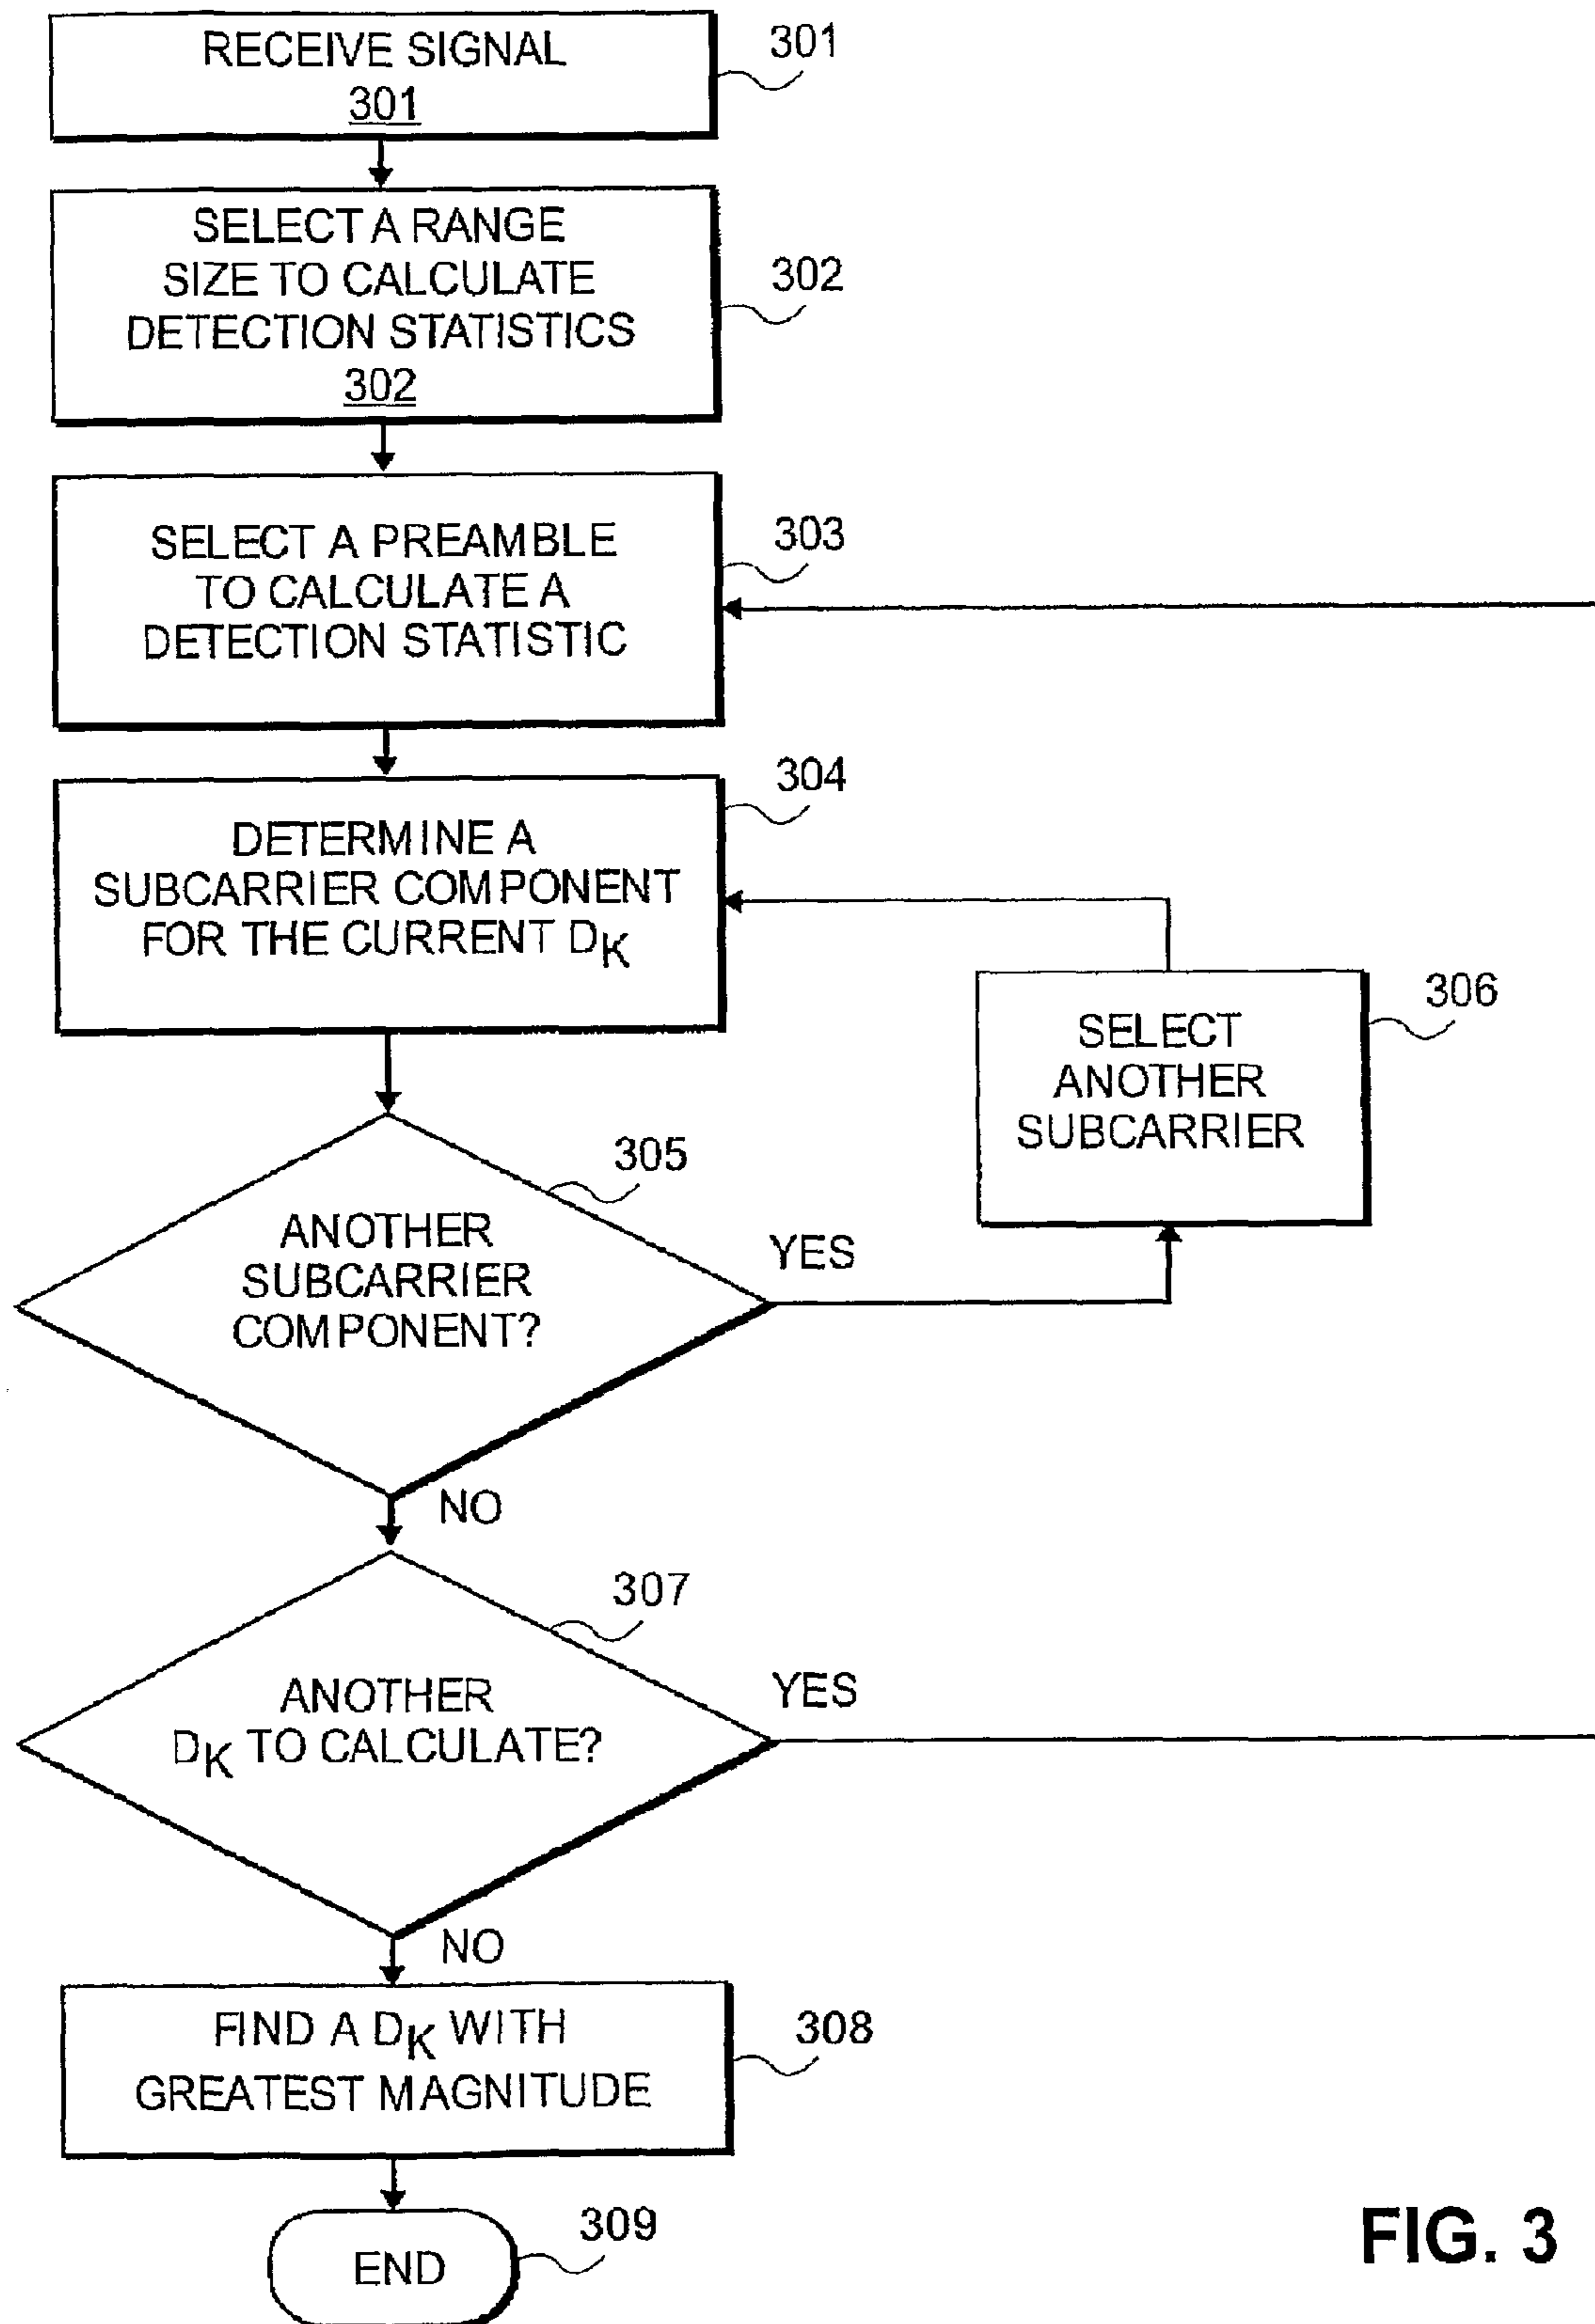 RECEIVE SIGNAL
301
301
SELECT A RANGE
SIZE TO CALCULATE
DETECTION STATISTICS
302
302
SELECT A PREAMBLE
TO CALCULATE A
DETECTION STATISTIC
303
DETERMINE A
SUBCARRIER COMPONENT
FOR THE CURRENT DK
304
ANOTHER
SUBCARRIER
COMPONENT?
305
YES
SELECT
ANOTHER
SUBCARRIER
306
NO
ANOTHER
DK TO CALCULATE?
307
YES
NO
FIND A DK WITH
GREATEST MAGNITUDE
308
END
309
FIG. 3